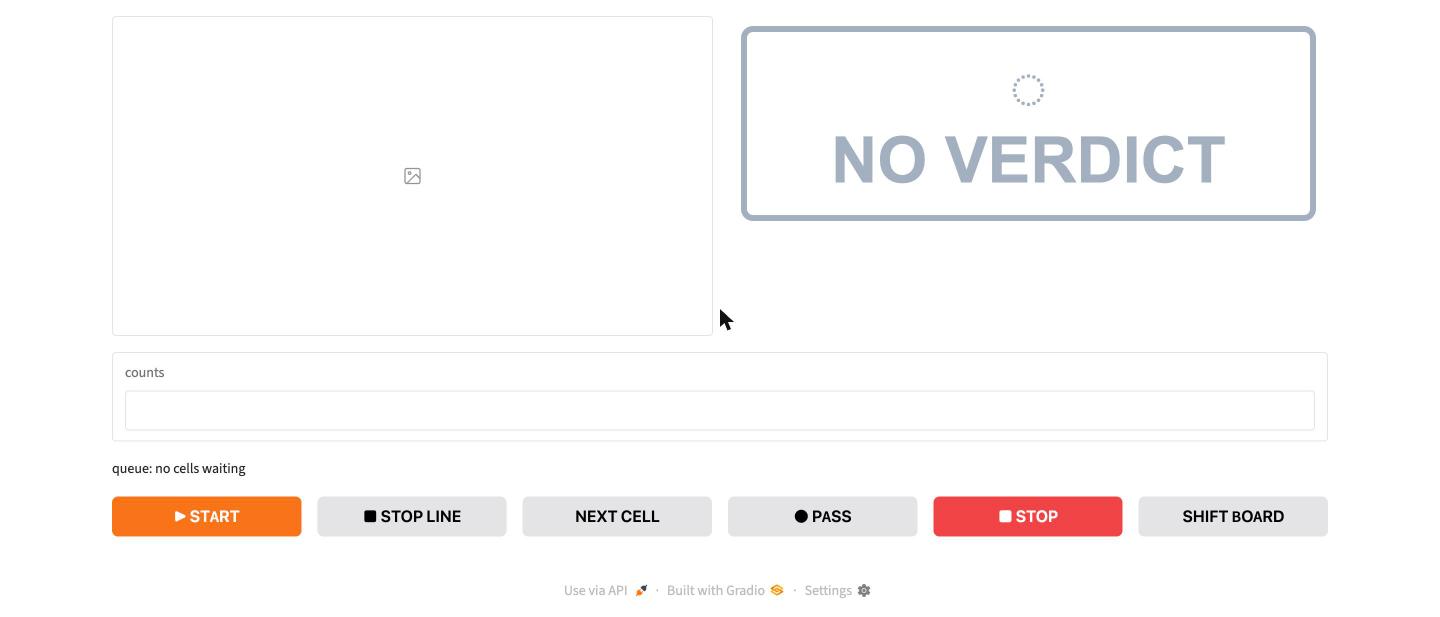 NO VERDICT
counts
queue: no cells waiting
START
STOP LINE
NEXT CELL
PASS
STOP
SHIFT BOARD
Use via API · Built with Gradio · Settings